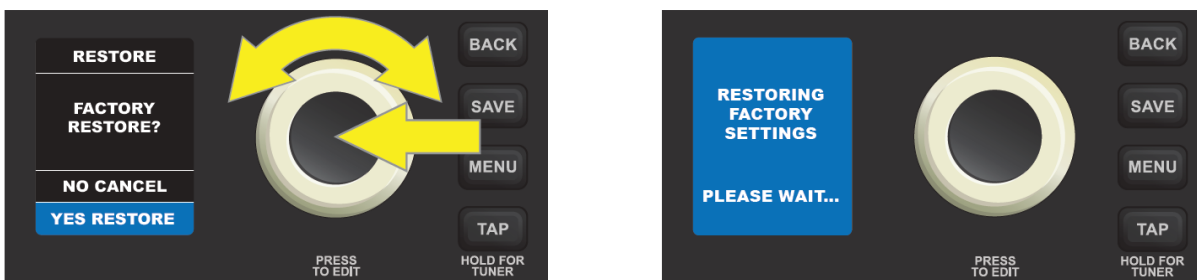 RESTORE
FACTORY
RESTORE?
NO CANCEL
YES RESTORE
BACK
SAVE
MENU
TAP
PRESS
TO EDIT
HOLD FOR
TUNER
RESTORING
FACTORY
SETTINGS
PLEASE WAIT...
BACK
SAVE
MENU
TAP
PRESS
TO EDIT
HOLD FOR
TUNER